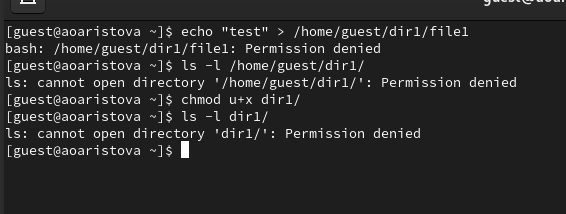 guest@aoar
[guest@aoaristova ~]$ echo "test" > /home/guest/dir1/file1
bash: /home/guest/dir1/file1: Permission denied
[guest@aoaristova ~]$ ls -l /home/guest/dir1/
ls: cannot open directory '/home/guest/dir1/': Permission denied
[guest@aoaristova ~]$ chmod u+x dir1/
[guest@aoaristova ~]$ ls -l dir1/
ls: cannot open directory 'dir1/': Permission denied
[guest@aoaristova ~]$